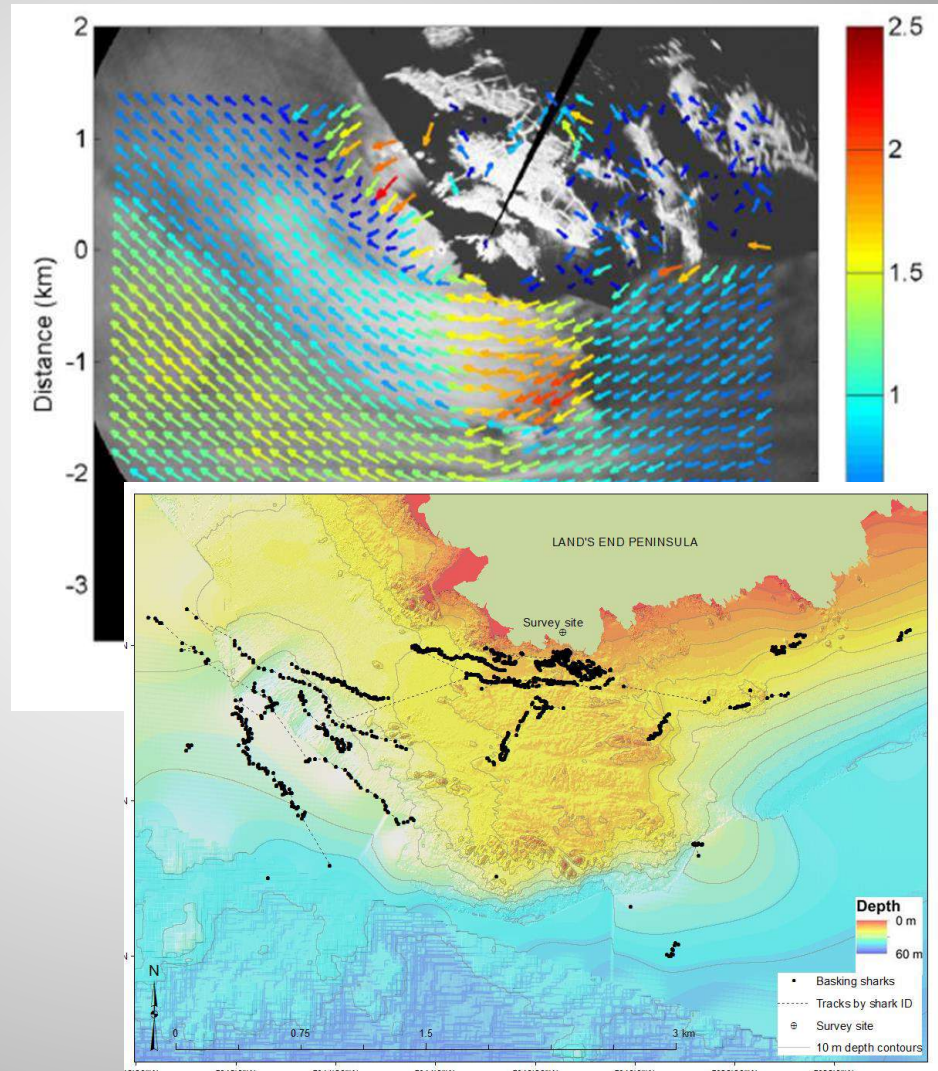 2
1
0
-1
-2
-3
Distance (km)
2.5
2
1.5
1
LAND'S END PENINSULA
Survey site
Depth
0 m
60 m
N
0 0.75 1.5 3 km
Basking sharks
Tracks by shark ID
Survey site
10 m depth contours